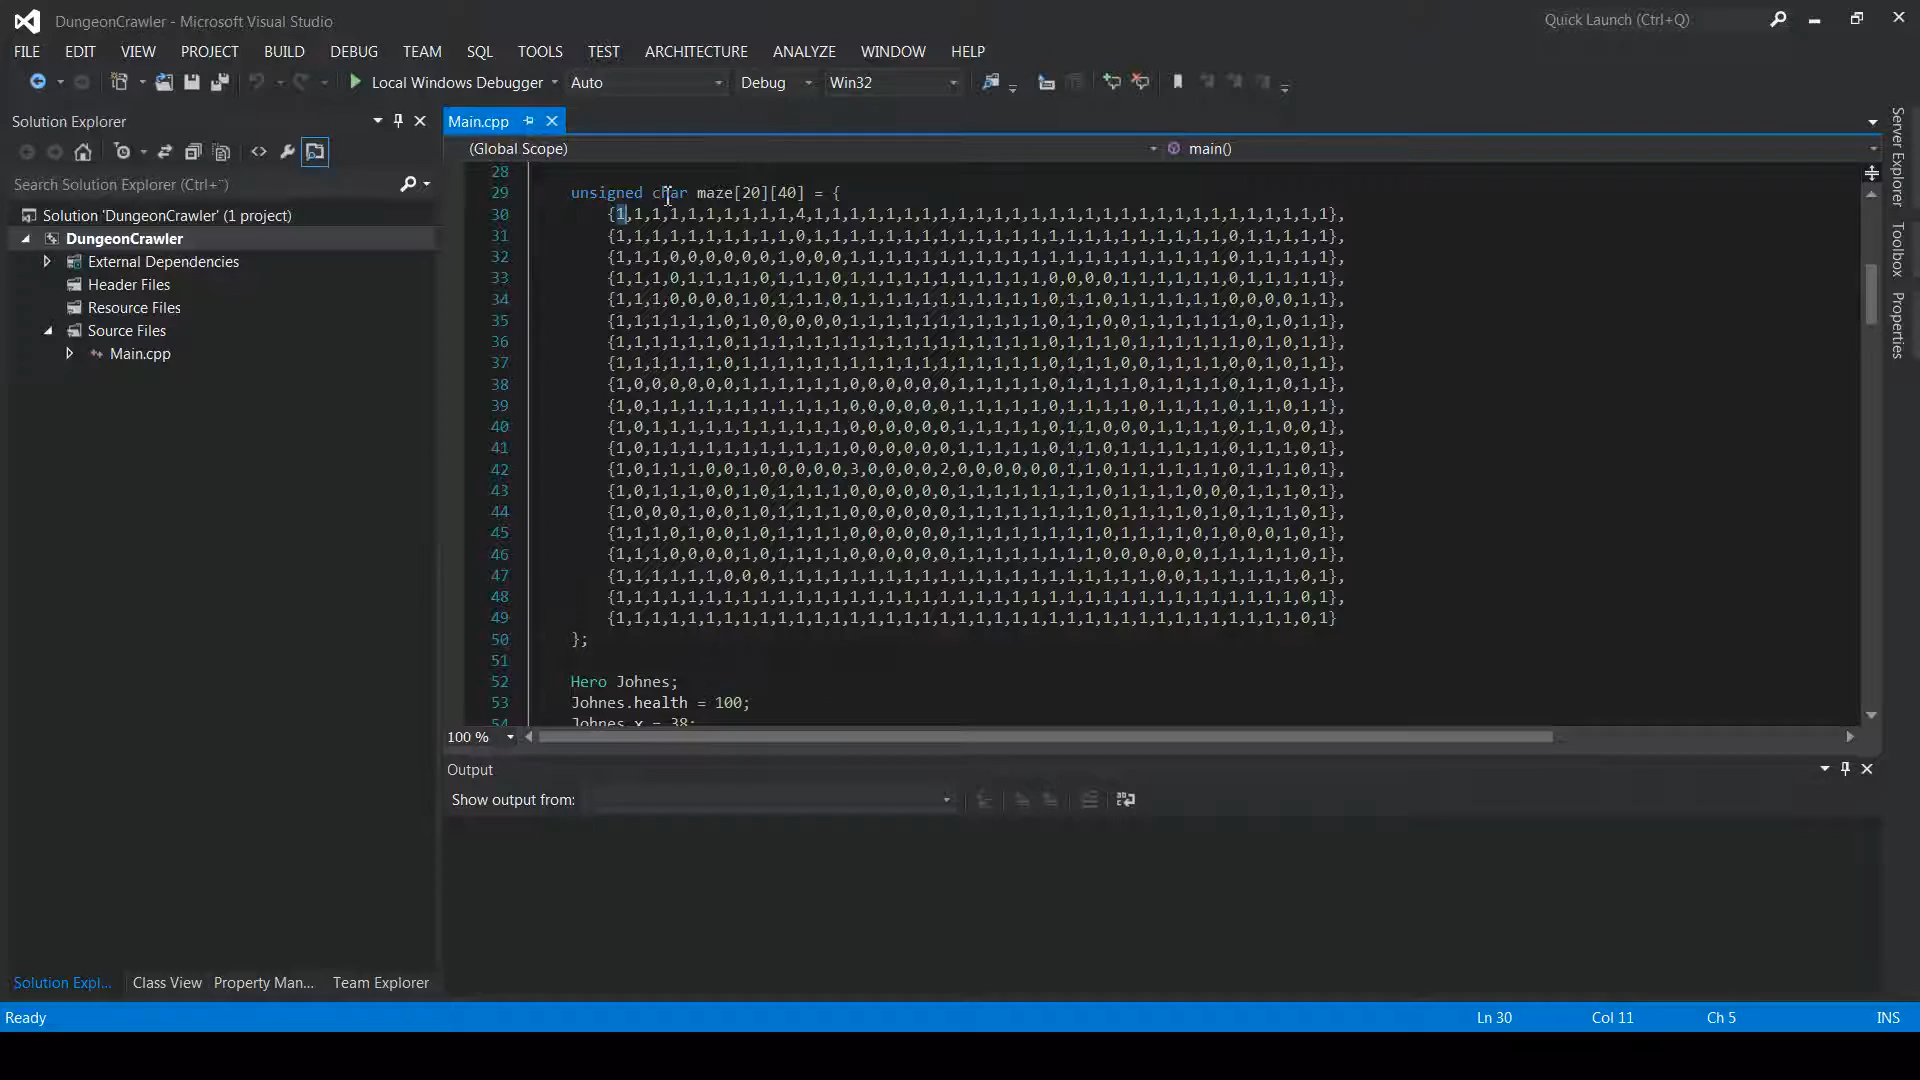 DungeonCrawler - Microsoft Visual Studio
Quick Launch (Ctrl+Q)
FILE EDIT VIEW PROJECT BUILD DEBUG TEAM SQL TOOLS TEST ARCHITECTURE ANALYZE WINDOW HELP
Local Windows Debugger Auto Debug Win32
Solution Explorer
Search Solution Explorer (Ctrl+¨)
Solution 'DungeonCrawler' (1 project)
DungeonCrawler
External Dependencies
Header Files
Resource Files
Source Files
Main.cpp
Main.cpp
(Global Scope) main()
28
29 unsigned char maze[20][40] = {
30 {1,1,1,1,1,1,1,1,1,1,4,1,1,1,1,1,1,1,1,1,1,1,1,1,1,1,1,1,1,1,1,1,1,1,1,1,1,1,1,1},
31 {1,1,1,1,1,1,1,1,1,1,0,1,1,1,1,1,1,1,1,1,1,1,1,1,1,1,1,1,1,1,1,1,1,1,0,1,1,1,1,1},
32 {1,1,1,0,0,0,0,0,0,1,0,0,0,1,1,1,1,1,1,1,1,1,1,1,1,1,1,1,1,1,1,1,1,1,0,1,1,1,1,1},
33 {1,1,1,0,1,1,1,1,0,1,1,1,0,1,1,1,1,1,1,1,1,1,1,1,0,0,0,0,1,1,1,1,1,1,0,1,1,1,1,1},
34 {1,1,1,0,0,0,0,1,0,1,1,1,0,1,1,1,1,1,1,1,1,1,1,1,0,1,1,0,1,1,1,1,1,1,0,0,0,0,1,1},
35 {1,1,1,1,1,1,0,1,0,0,0,0,0,1,1,1,1,1,1,1,1,1,1,1,0,1,1,0,0,1,1,1,1,1,1,0,1,0,1,1},
36 {1,1,1,1,1,1,0,1,1,1,1,1,1,1,1,1,1,1,1,1,1,1,1,1,0,1,1,1,0,1,1,1,1,1,1,0,1,0,1,1},
37 {1,1,1,1,1,1,0,1,1,1,1,1,1,1,1,1,1,1,1,1,1,1,1,1,0,1,1,1,0,0,1,1,1,1,0,0,1,0,1,1},
38 {1,0,0,0,0,0,0,1,1,1,1,1,1,0,0,0,0,0,0,1,1,1,1,1,0,1,1,1,1,0,1,1,1,1,0,1,1,0,1,1},
39 {1,0,1,1,1,1,1,1,1,1,1,1,1,0,0,0,0,0,0,1,1,1,1,1,0,1,1,1,1,0,1,1,1,1,0,1,1,0,1,1},
40 {1,0,1,1,1,1,1,1,1,1,1,1,1,0,0,0,0,0,0,1,1,1,1,1,0,1,1,0,0,0,1,1,1,1,0,1,1,0,0,1},
41 {1,0,1,1,1,1,1,1,1,1,1,1,1,0,0,0,0,0,0,1,1,1,1,1,0,1,1,0,1,1,1,1,1,1,0,1,1,1,0,1},
42 {1,0,1,1,1,0,0,1,0,0,0,0,0,3,0,0,0,0,2,0,0,0,0,0,0,1,1,0,1,1,1,1,1,1,0,1,1,1,0,1},
43 {1,0,1,1,1,0,0,1,0,1,1,1,1,0,0,0,0,0,0,1,1,1,1,1,1,1,1,0,1,1,1,1,0,0,0,1,1,1,0,1},
44 {1,0,0,0,1,0,0,1,0,1,1,1,1,0,0,0,0,0,0,1,1,1,1,1,1,1,1,0,1,1,1,1,0,1,0,1,1,1,0,1},
45 {1,1,1,0,1,0,0,1,0,1,1,1,1,0,0,0,0,0,0,1,1,1,1,1,1,1,1,0,1,1,1,1,0,1,0,0,0,1,0,1},
46 {1,1,1,0,0,0,0,1,0,1,1,1,1,0,0,0,0,0,0,1,1,1,1,1,1,1,1,0,0,0,0,0,0,1,1,1,1,1,0,1},
47 {1,1,1,1,1,1,0,0,0,1,1,1,1,1,1,1,1,1,1,1,1,1,1,1,1,1,1,1,1,1,0,0,1,1,1,1,1,1,0,1},
48 {1,1,1,1,1,1,1,1,1,1,1,1,1,1,1,1,1,1,1,1,1,1,1,1,1,1,1,1,1,1,1,1,1,1,1,1,1,1,0,1},
49 {1,1,1,1,1,1,1,1,1,1,1,1,1,1,1,1,1,1,1,1,1,1,1,1,1,1,1,1,1,1,1,1,1,1,1,1,1,1,0,1}
50 };
51
52 Hero Johnes;
53 Johnes.health = 100;
54 Johnes.x = 38;
100 %
Output
Show output from:
Server Explorer
Toolbox
Properties
Solution Expl... Class View Property Man... Team Explorer
Ready Ln 30 Col 11 Ch 5 INS